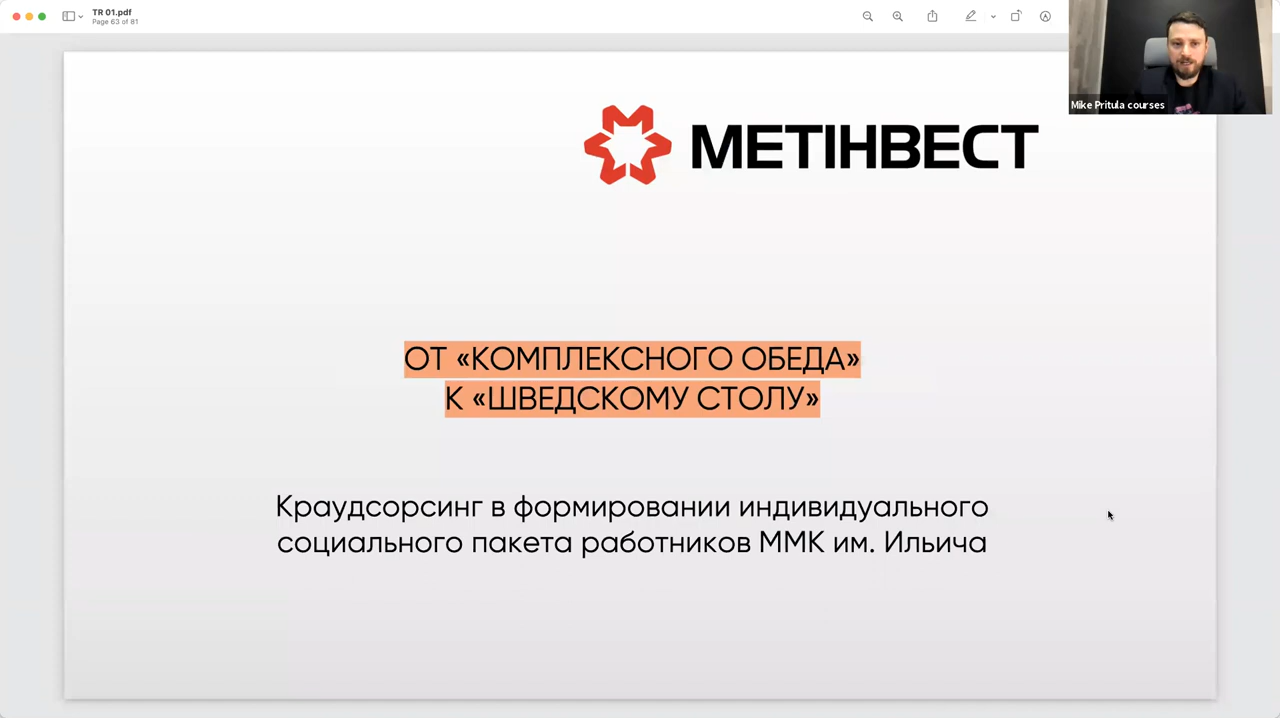 TR 01.pdf
Page 63 of 81
Mike Pritula courses
МЕТІНВЕСТ
ОТ «КОМПЛЕКСНОГО ОБЕДА»
К «ШВЕДСКОМУ СТОЛУ»
Краудсорсинг в формировании индивидуального
социального пакета работников ММК им. Ильича